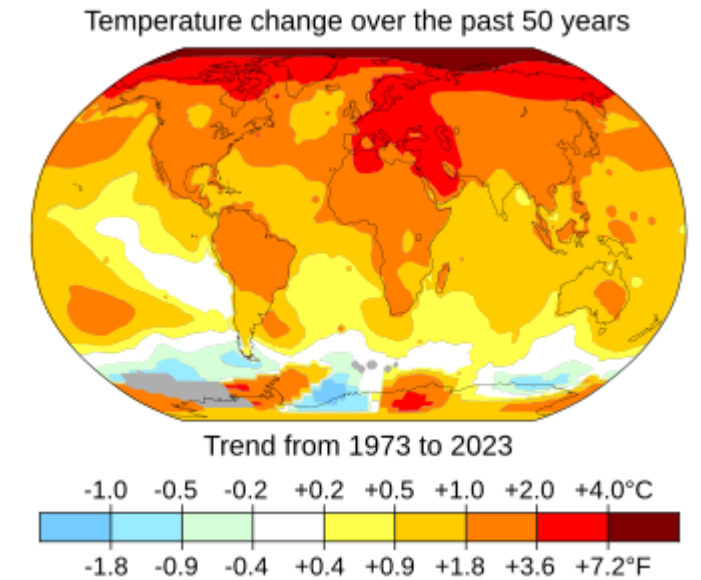 Temperature change over the past 50 years
Trend from 1973 to 2023
-1.0 -0.5 -0.2 +0.2 +0.5 +1.0 +2.0 +4.0°C
-1.8 -0.9 -0.4 +0.4 +0.9 +1.8 +3.6 +7.2°F